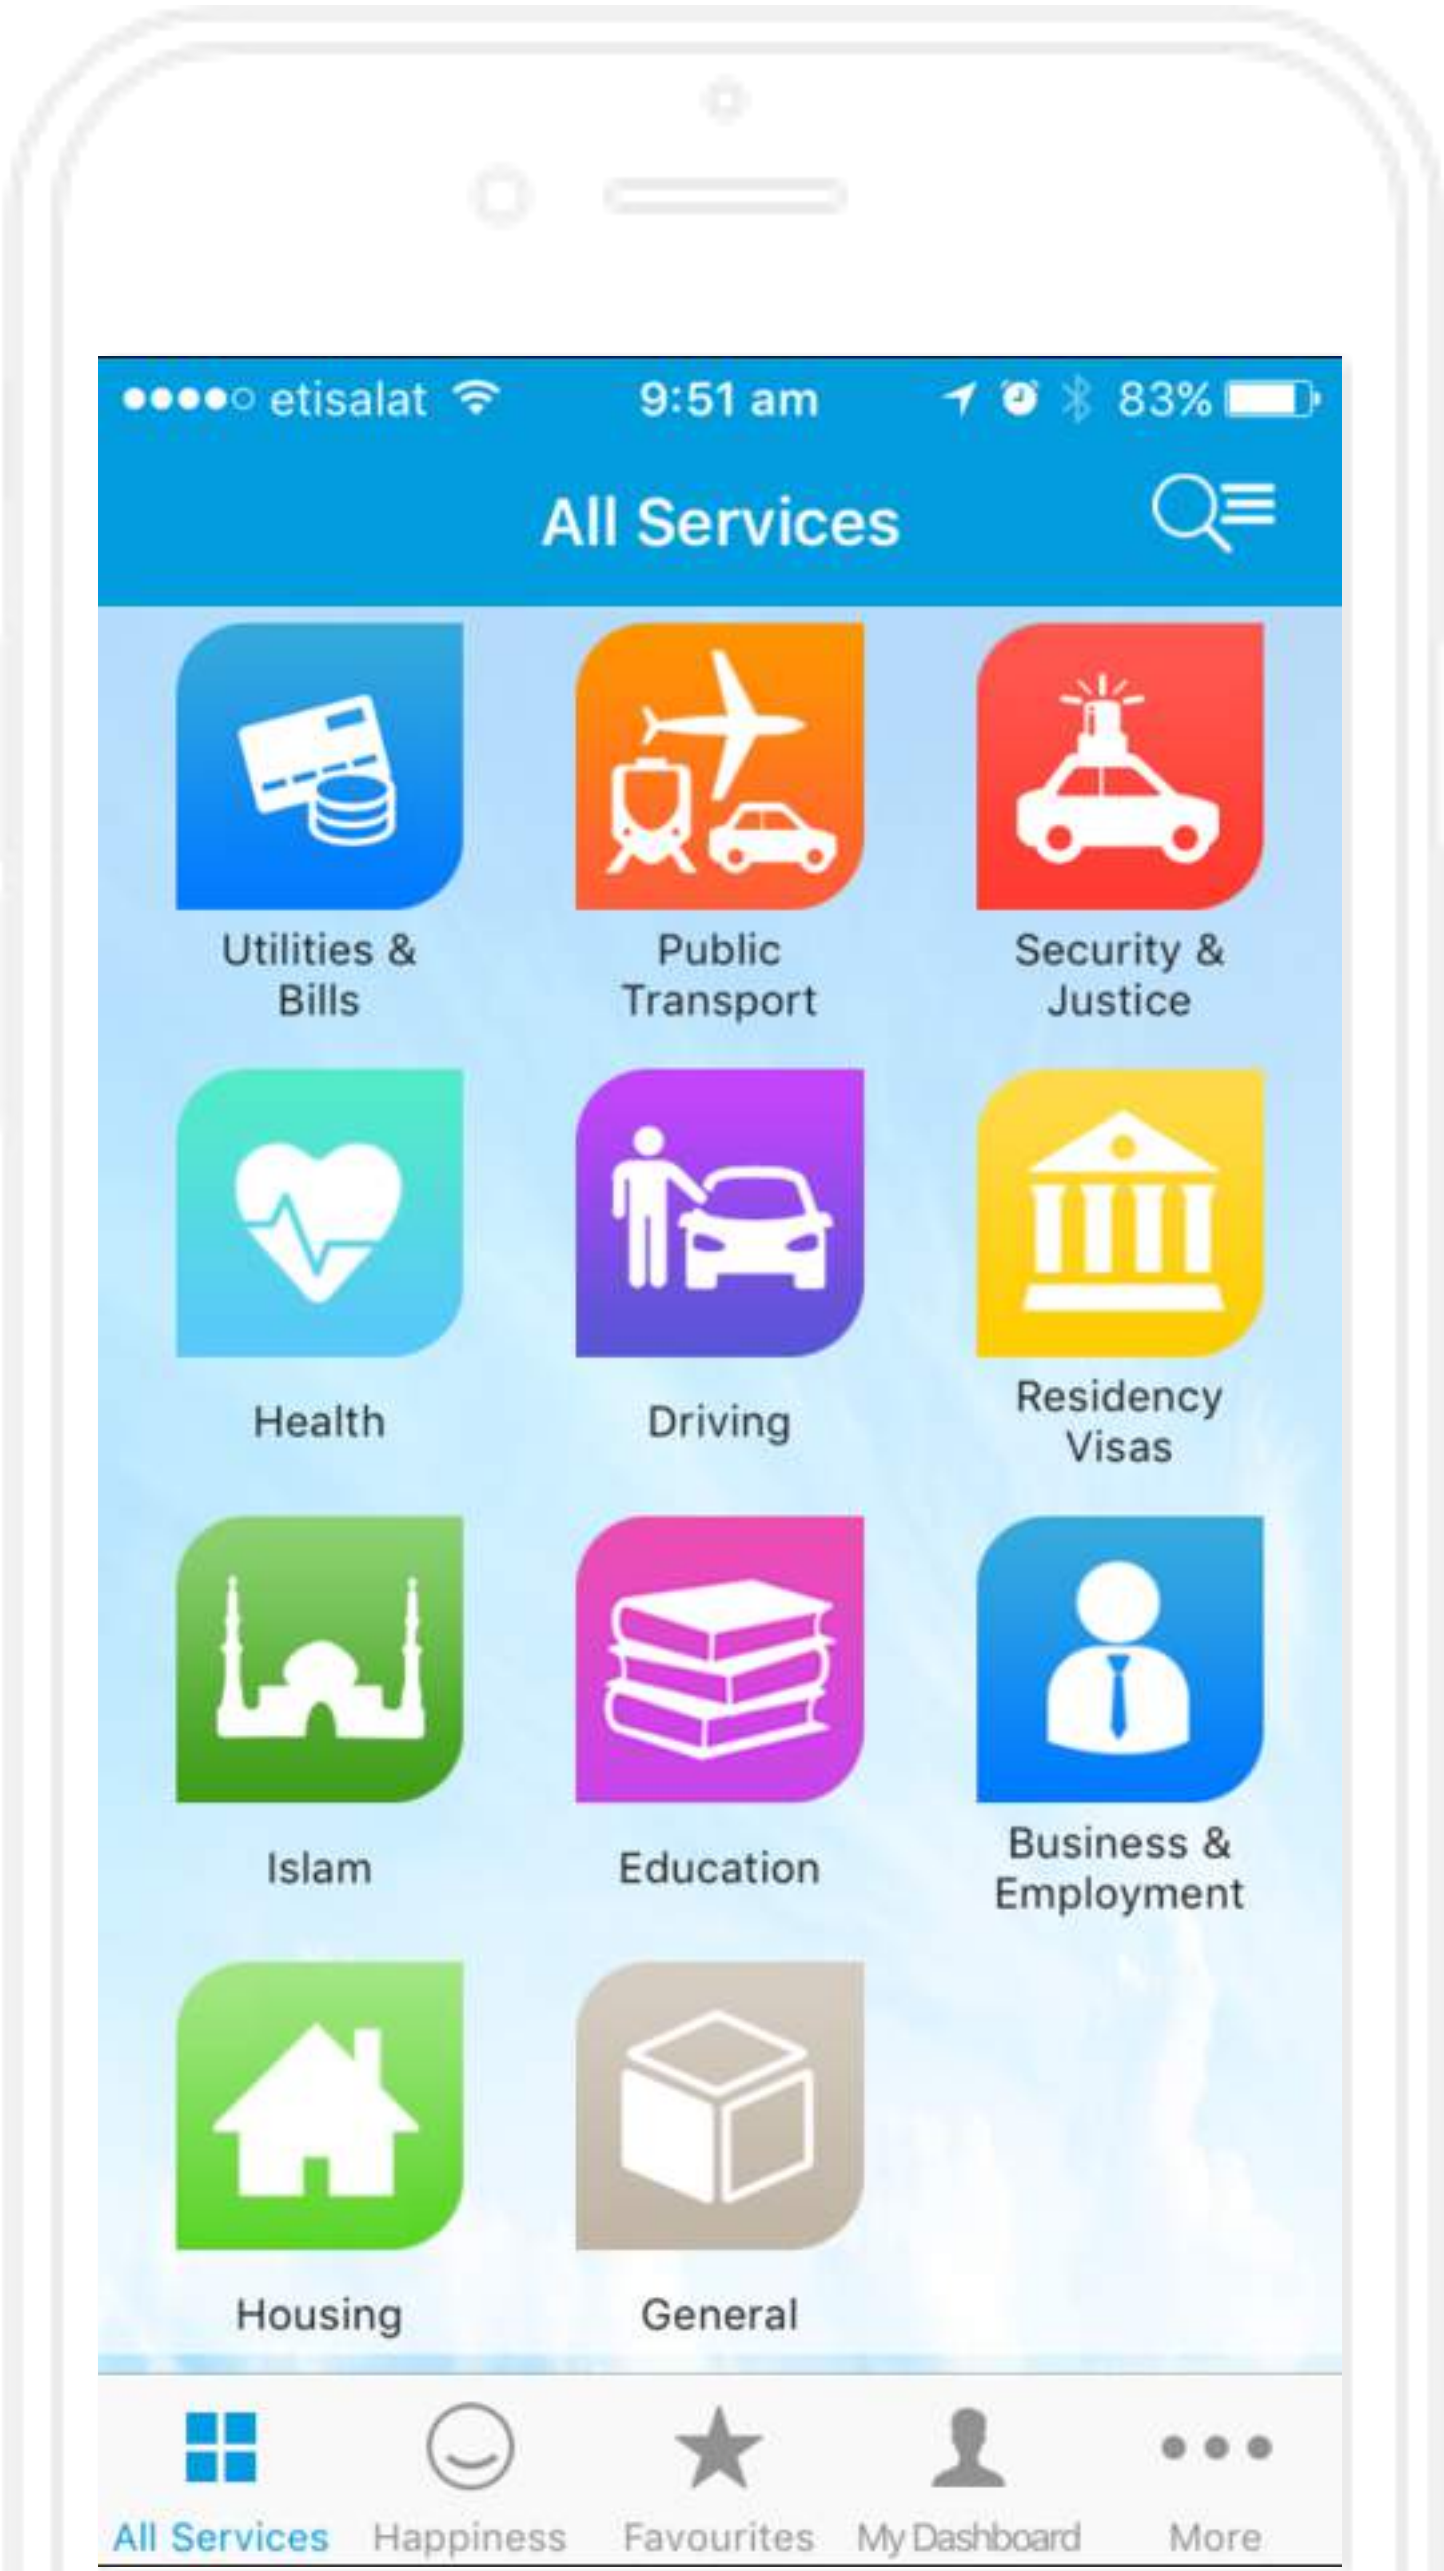 etisalat 9:51 am 83%
All Services
Utilities &
Bills
Public
Transport
Security &
Justice
Health
Driving
Residency
Visas
Islam
Education
Business &
Employment
Housing
General
All Services
Happiness
Favourites
My Dashboard
More